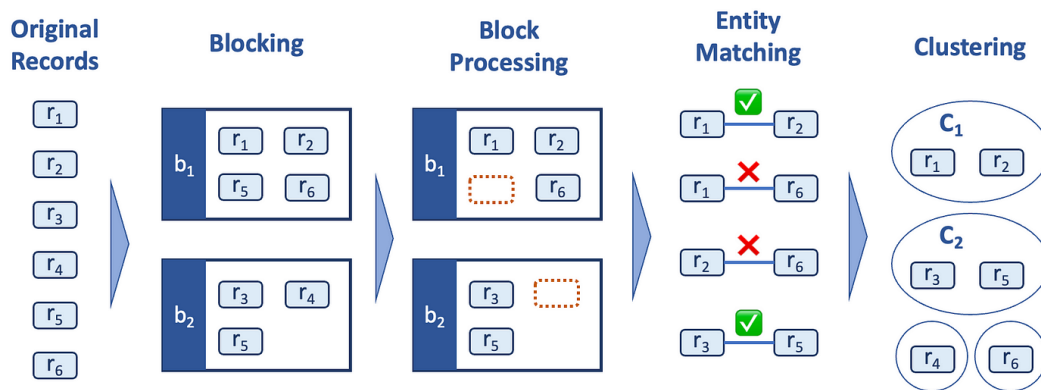 Original
Records
Blocking
Block
Processing
Entity
Matching
Clustering
r₁
r₂
r₃
r₄
r₅
r₆
b₁
r₁ r₂
r₅ r₆
b₂
r₃ r₄
r₅
b₁
r₁ r₂
r₆
b₂
r₃
r₅
r₁ r₂
r₁ r₆
r₂ r₆
r₃ r₅
C₁
r₁ r₂
C₂
r₃ r₅
r₄ r₆